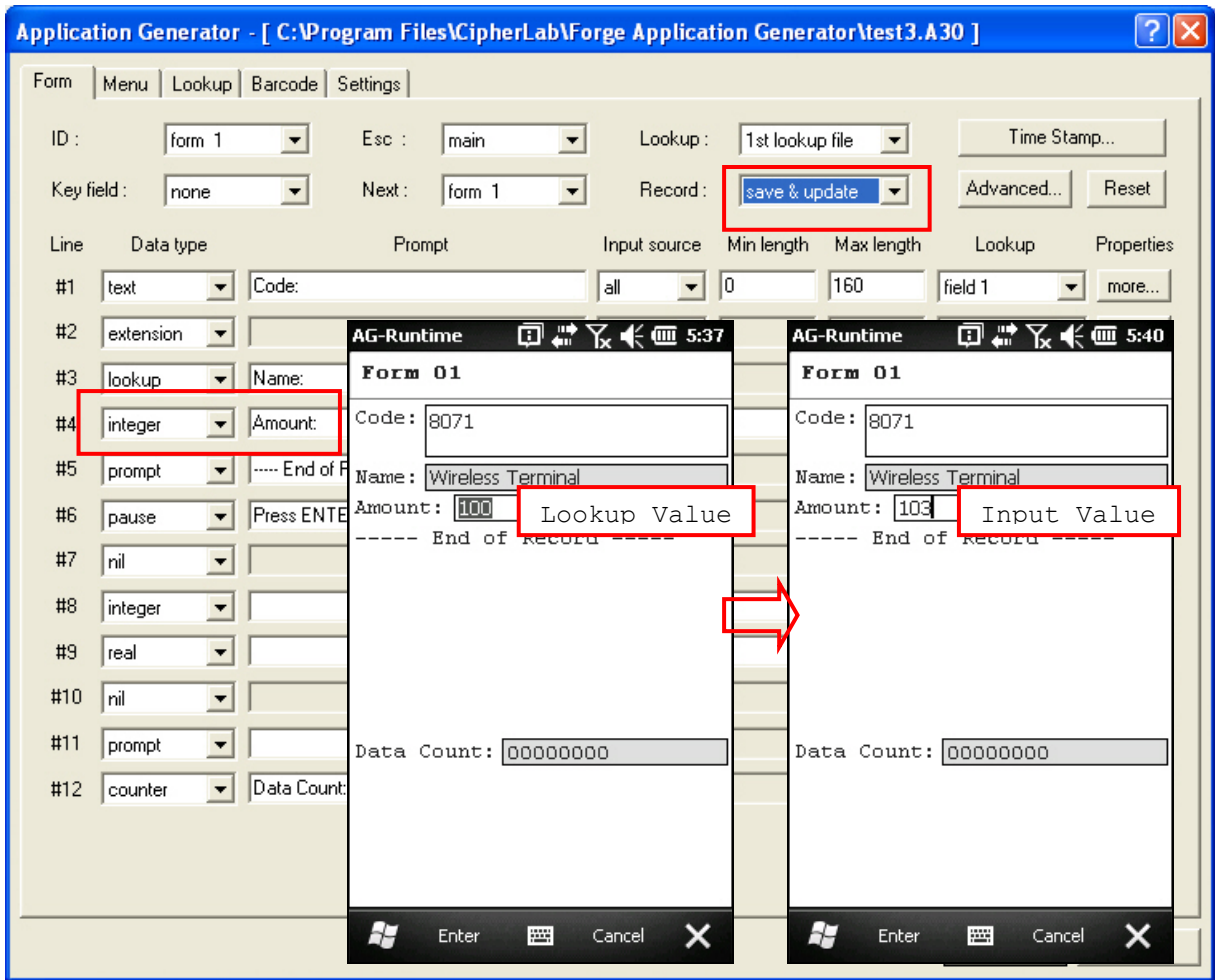 Application Generator - [ C:\Program Files\CipherLab\Forge Application Generator\test3.A30 ]
Form Menu Lookup Barcode Settings
ID : form 1 Esc : main Lookup : 1st lookup file Time Stamp...
Key field : none Next : form 1 Record : save & update Advanced... Reset
Line Data type Prompt Input source Min length Max length Lookup Properties
#1 text Code: all 0 160 field 1 more...
#2 extension
#3 lookup Name:
#4 integer Amount:
#5 prompt ----- End of
#6 pause Press ENTE
#7 nil
#8 integer
#9 real
#10 nil
#11 prompt
#12 counter Data Count:
AG-Runtime 5:37
Form 01
Code: 8071
Name: Wireless Terminal
Amount: 100 Lookup Value
----- End of Record -----
Data Count: 00000000
Enter Cancel
AG-Runtime 5:40
Form 01
Code: 8071
Name: Wireless Terminal
Amount: 103 Input Value
----- End of Record -----
Data Count: 00000000
Enter Cancel